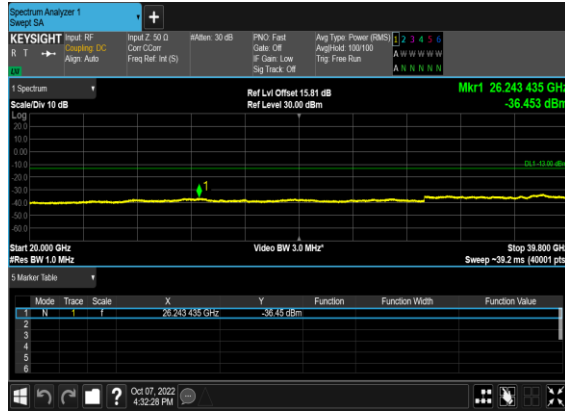 Spectrum Analyzer 1
Swept SA
+
KEYSIGHT Input: RF Input Z: 50 Ω #Atten: 30 dB PNO: Fast Avg Type: Power (RMS) 1 2 3 4 5 6
R T Coupling: DC Corr CCorr Gate: Off Avg|Hold: 100/100 A W W W W W
Align: Auto Freq Ref: Int (S) IF Gain: Low Trig: Free Run
Sig Track: Off A N N N N N
1 Spectrum Ref Lvl Offset 15.81 dB Mkr1 26.243 435 GHz
Scale/Div 10 dB Ref Level 30.00 dBm -36.453 dBm
Log
20.0
10.0
0.00
-10.0 DL1 -13.00 dBm
-20.0
-30.0 1
-40.0
-50.0
-60.0
Start 20.000 GHz Video BW 3.0 MHz* Stop 39.800 GHz
#Res BW 1.0 MHz Sweep ~39.2 ms (40001 pts)
5 Marker Table
Mode Trace Scale X Y Function Function Width Function Value
1 N 1 f 26.243 435 GHz -36.45 dBm
2
3
4
5
6
? Oct 07, 2022
4:32:28 PM